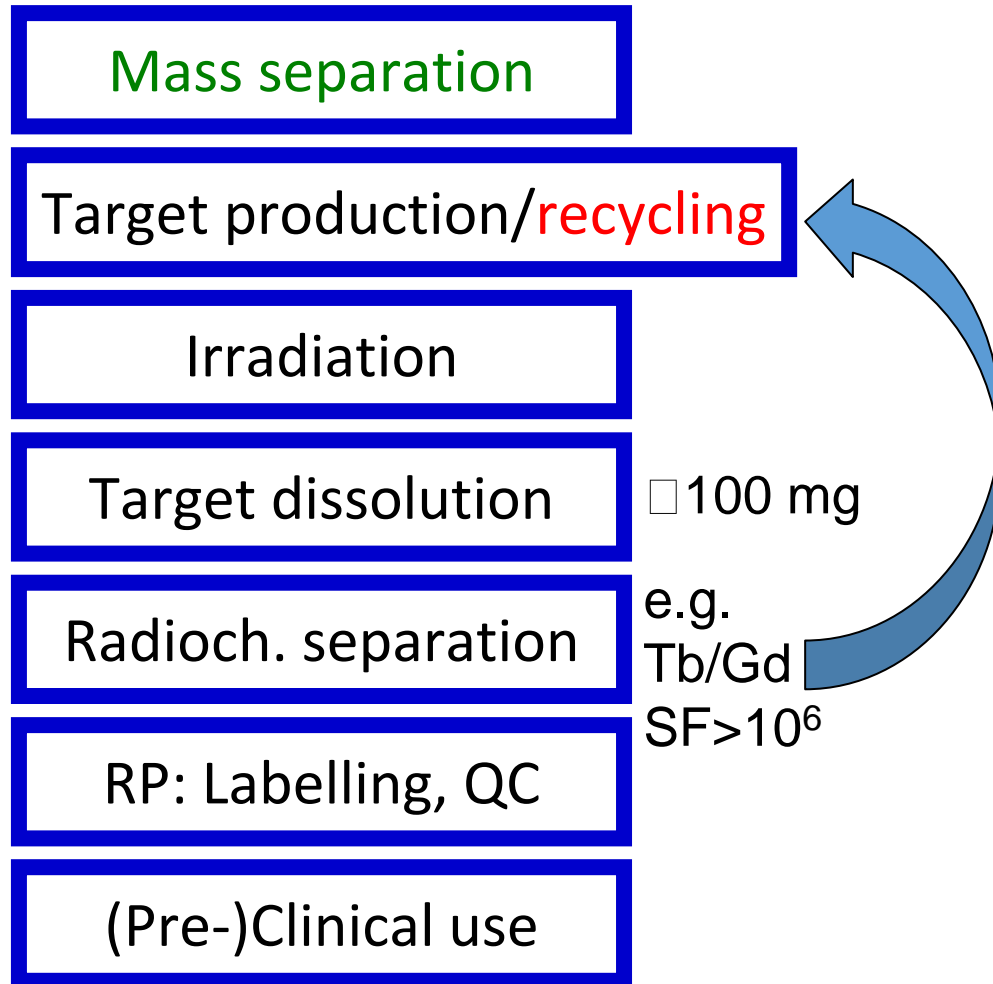 Mass separation
Target production/recycling
Irradiation
Target dissolution
□100 mg
Radioch. separation
e.g.
Tb/Gd
SF>10⁶
RP: Labelling, QC
(Pre-)Clinical use